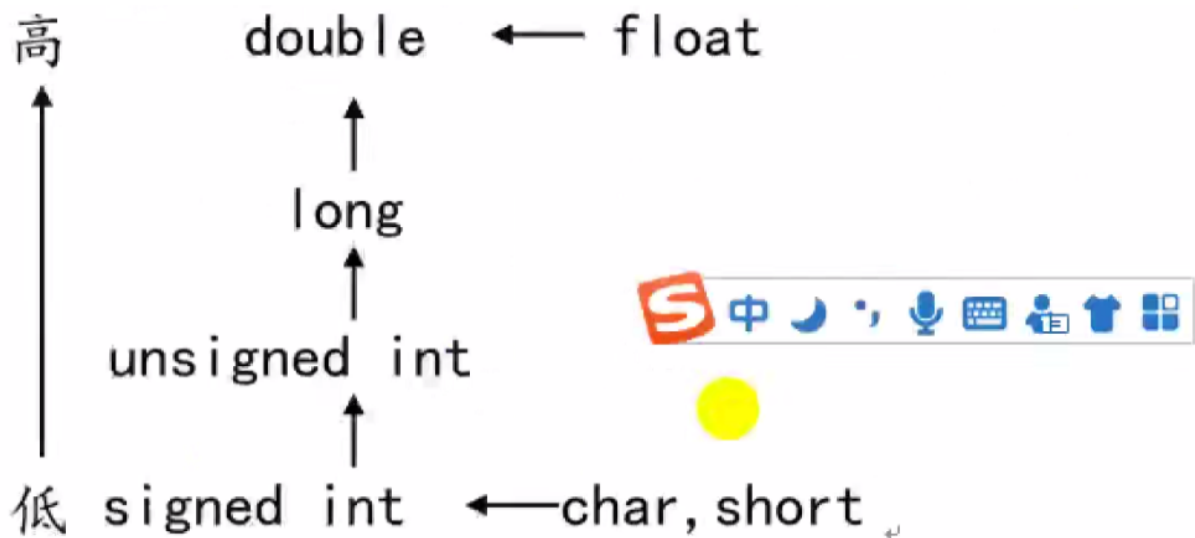 高 double float
long
中
unsigned int
低 signed int char,short